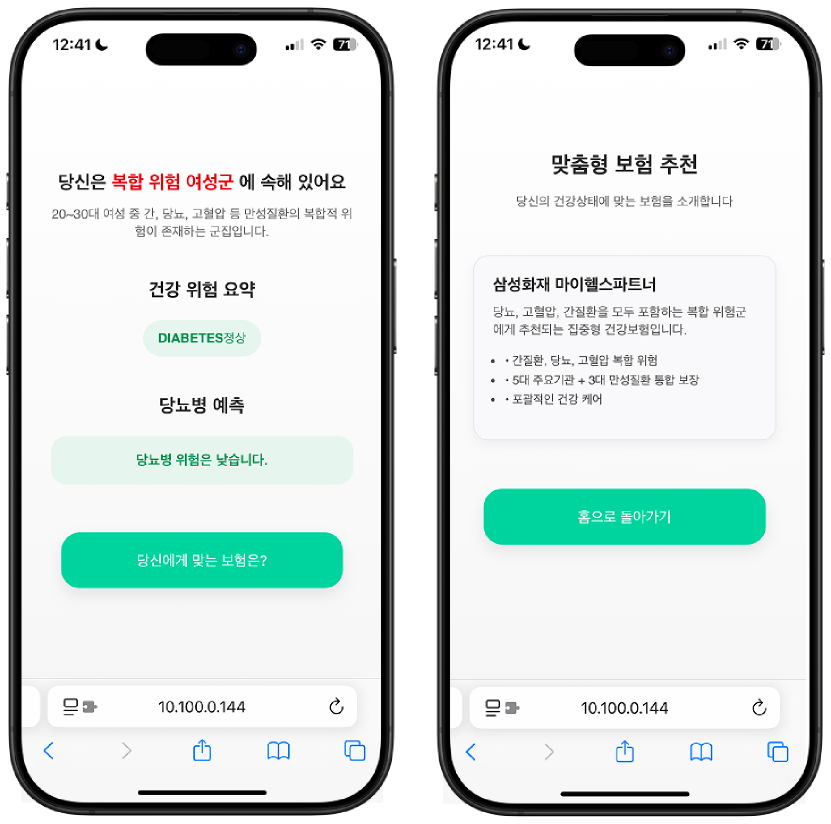 12:41
71
당신은 복합 위험 여성군 에 속해 있어요
20~30대 여성 중 간, 당뇨, 고혈압 등 만성질환의 복합적 위
험이 존재하는 군집입니다.
건강 위험 요약
DIABETES정상
당뇨병 예측
당뇨병 위험은 낮습니다.
당신에게 맞는 보험은?
10.100.0.144
12:41
71
맞춤형 보험 추천
당신의 건강상태에 맞는 보험을 소개합니다
삼성화재 마이헬스파트너
당뇨, 고혈압, 간질환을 모두 포함하는 복합 위험군
에게 추천되는 집중형 건강보험입니다.
• · 간질환, 당뇨, 고혈압 복합 위험
• · 5대 주요기관 + 3대 만성질환 통합 보장
• · 포괄적인 건강 케어
홈으로 돌아가기
10.100.0.144